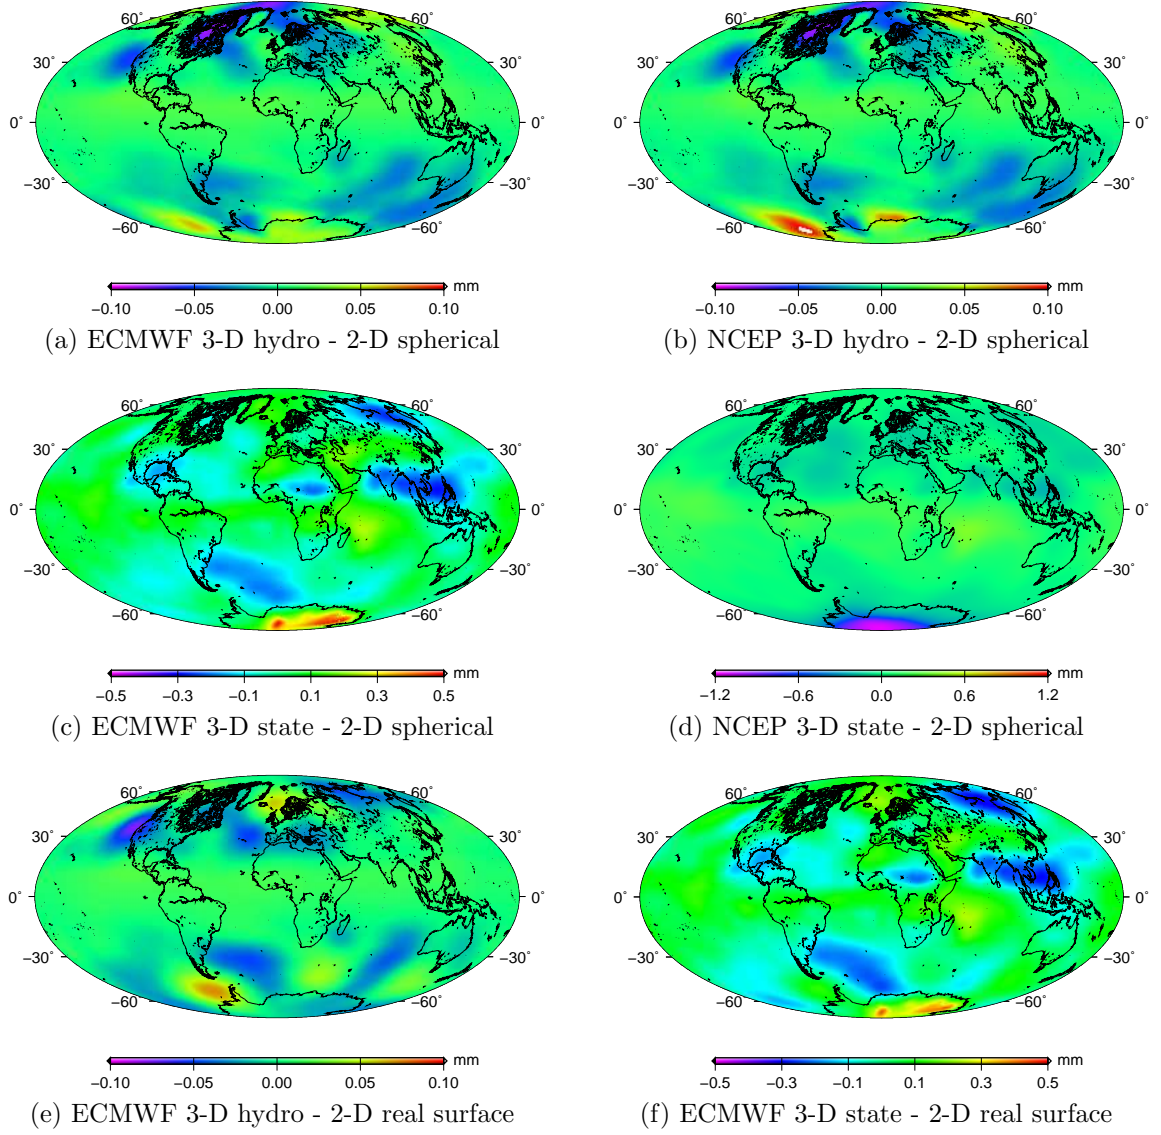 60˚ 60˚
30˚ 30˚
0˚ 0˚
−30˚ −30˚
−60 −60˚
−0.10 −0.05 0.00 0.05 0.10 mm
(a) ECMWF 3-D hydro - 2-D spherical
60˚ 60˚
30˚ 30˚
0˚ 0˚
−30˚ −30˚
−60 −60˚
−0.10 −0.05 0.00 0.05 0.10 mm
(b) NCEP 3-D hydro - 2-D spherical
60˚ 60˚
30˚ 30˚
0˚ 0˚
−30˚ −30˚
−60 −60˚
−0.5 −0.3 −0.1 0.1 0.3 0.5 mm
(c) ECMWF 3-D state - 2-D spherical
60˚ 60˚
30˚ 30˚
0˚ 0˚
−30˚ −30˚
−60 −60˚
−1.2 −0.6 0.0 0.6 1.2 mm
(d) NCEP 3-D state - 2-D spherical
60˚ 60˚
30˚ 30˚
0˚ 0˚
−30˚ −30˚
−60 −60˚
−0.10 −0.05 0.00 0.05 0.10 mm
(e) ECMWF 3-D hydro - 2-D real surface
60˚ 60˚
30˚ 30˚
0˚ 0˚
−30˚ −30˚
−60 −60˚
−0.5 −0.3 −0.1 0.1 0.3 0.5 mm
(f) ECMWF 3-D state - 2-D real surface